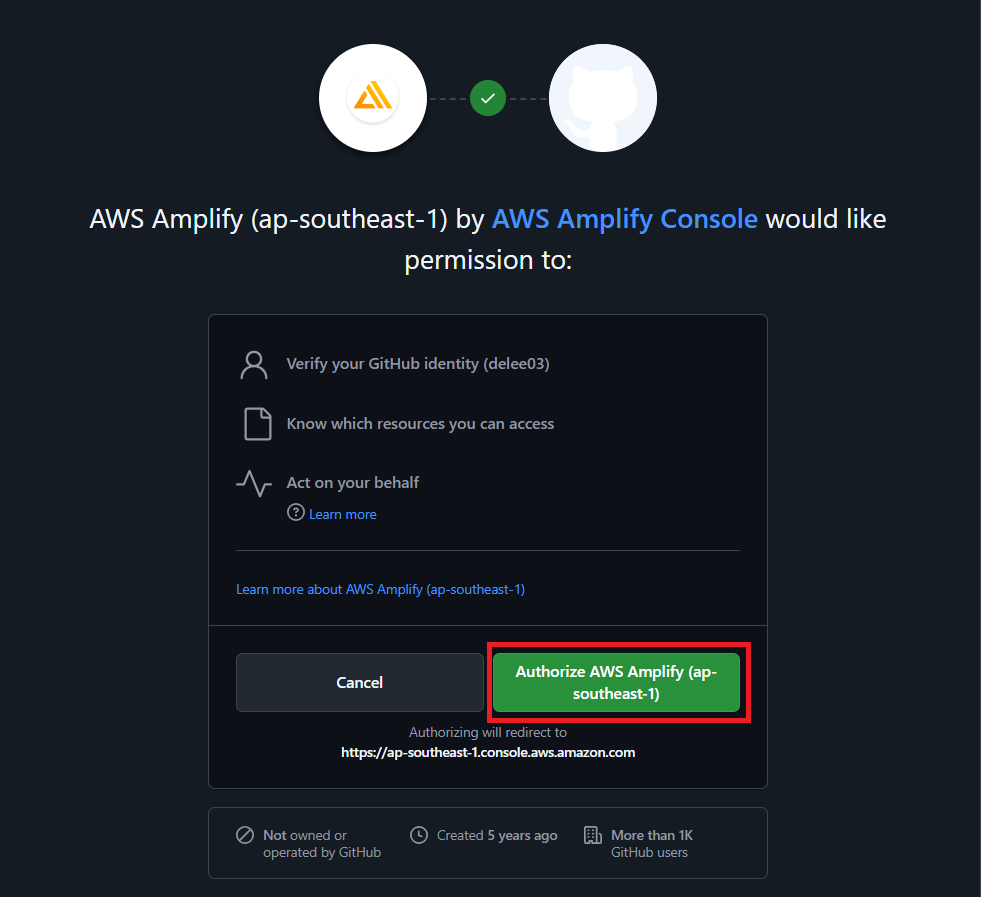 AWS Amplify (ap-southeast-1) by AWS Amplify Console would like
permission to:
Verify your GitHub identity (delee03)
Know which resources you can access
Act on your behalf
Learn more
Learn more about AWS Amplify (ap-southeast-1)
Cancel
Authorize AWS Amplify (ap-
southeast-1)
Authorizing will redirect to
https://ap-southeast-1.console.aws.amazon.com
Not owned or
operated by GitHub
Created 5 years ago
More than 1K
GitHub users